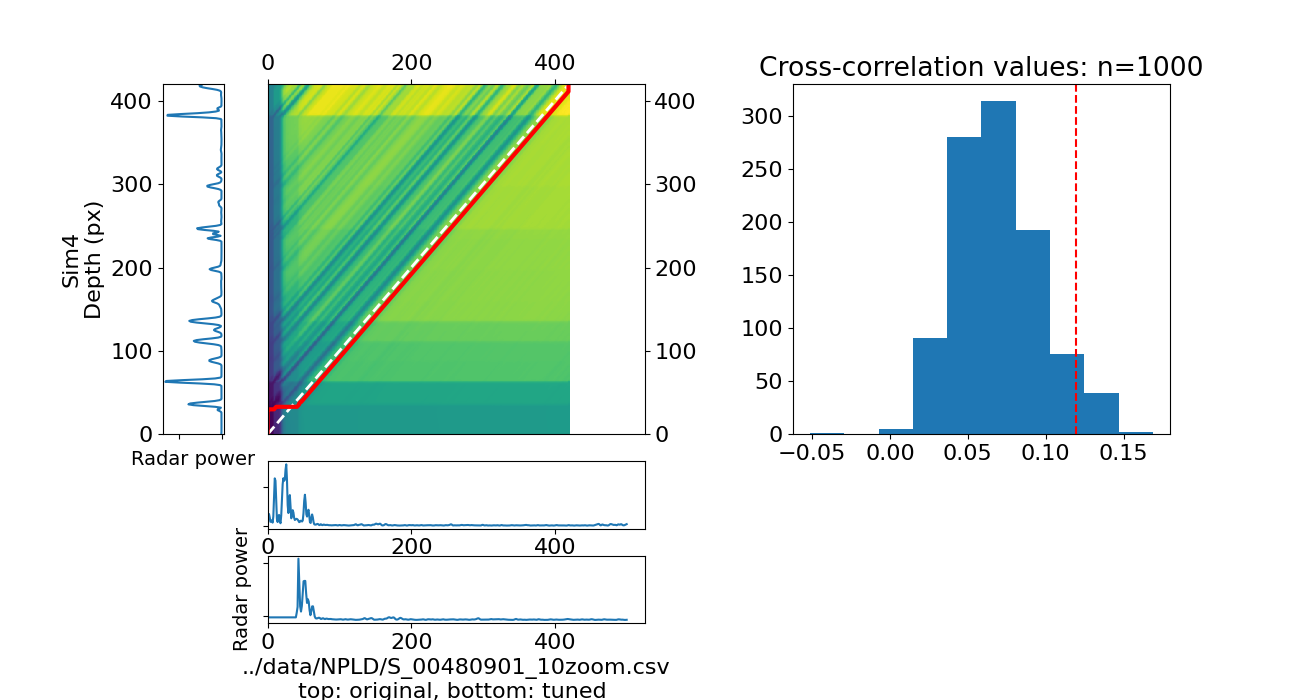 Cross-correlation values: n=1000
0 200 400
400
300
200
100
0
Sim4
Depth (px)
Radar power
400
300
200
100
0
300
250
200
150
100
50
0
−0.05 0.00 0.05 0.10 0.15
0 200 400
Radar power
0 200 400
../data/NPLD/S_00480901_10zoom.csv
top: original, bottom: tuned